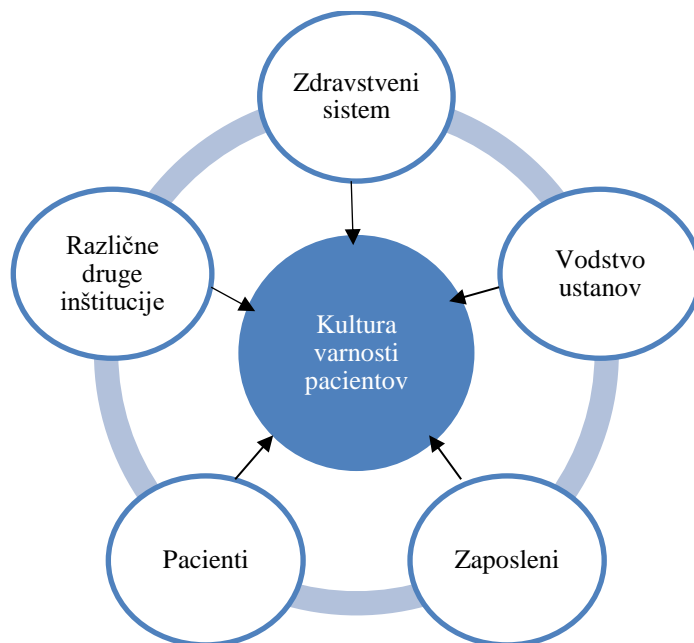 Zdravstveni
sistem
Različne
druge
inštitucije
Vodstvo
ustanov
Kultura
varnosti
pacientov
Pacienti
Zaposleni